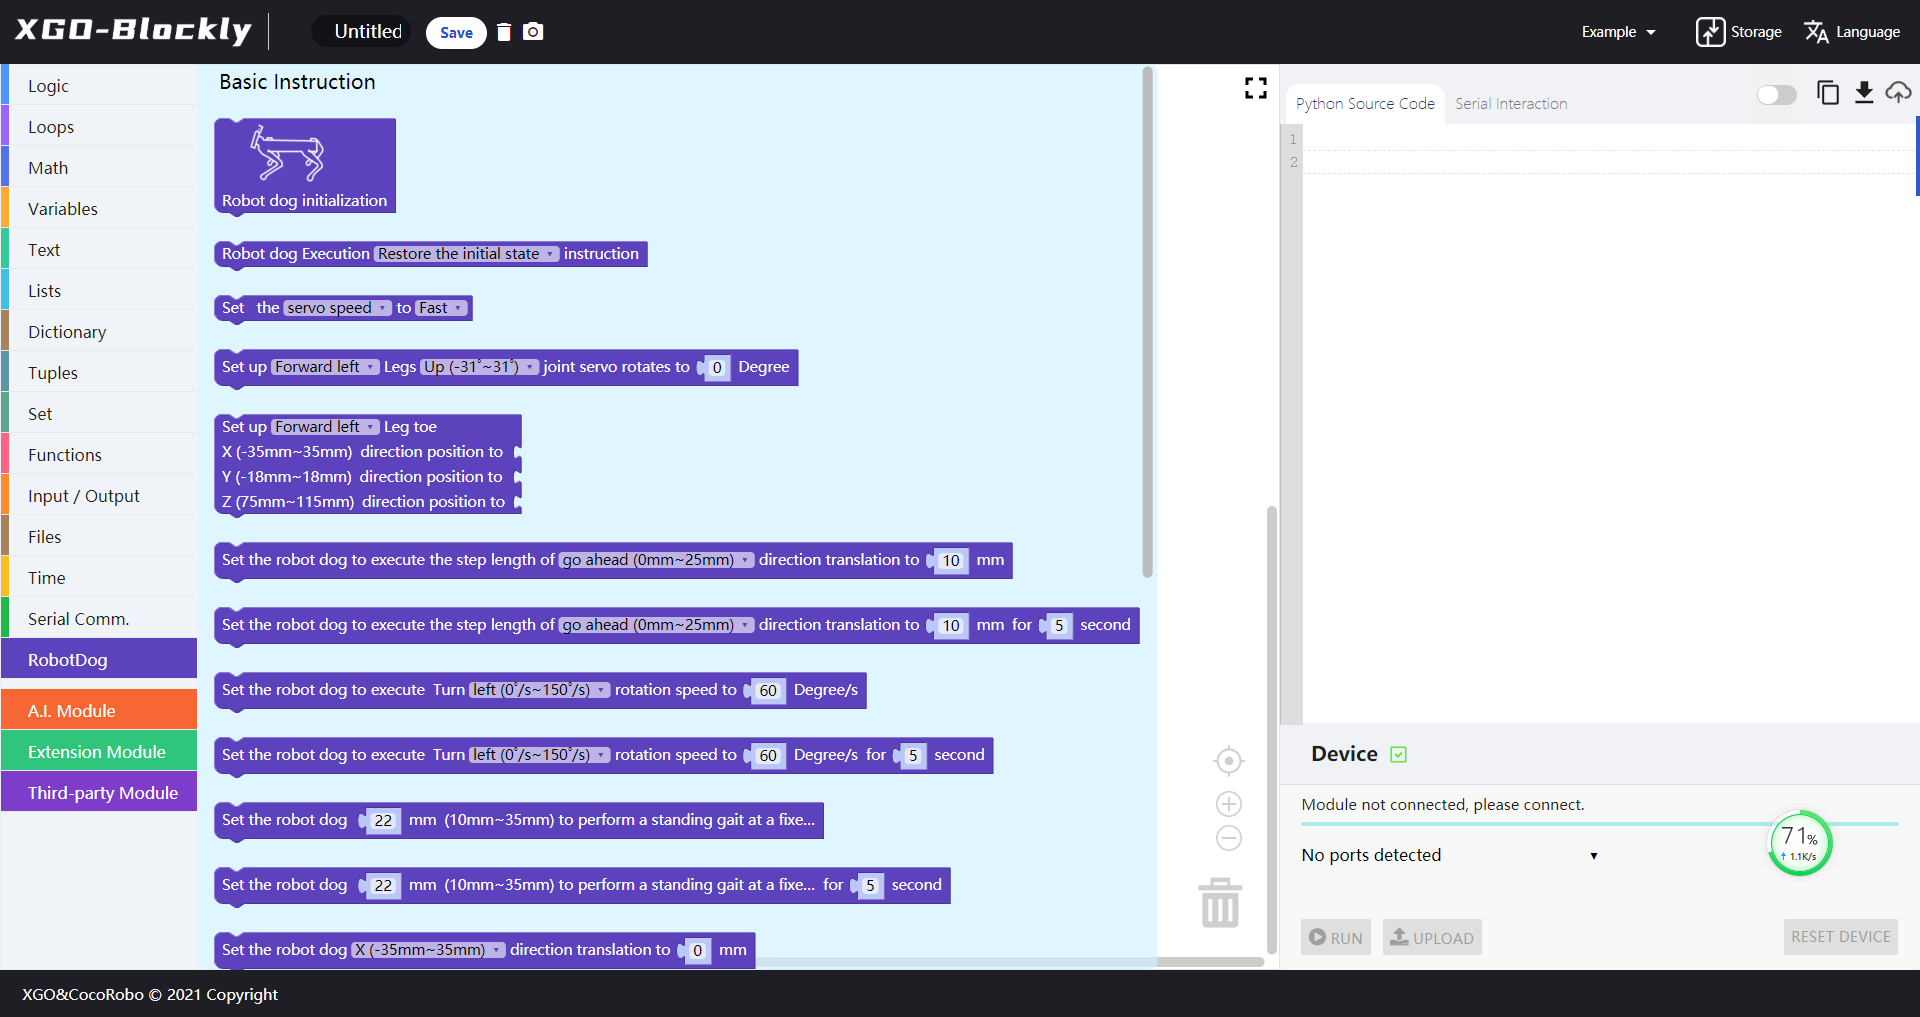 XGO-Blockly
Untitled
Save
Example
Storage
Language
Logic
Loops
Math
Variables
Text
Lists
Dictionary
Tuples
Set
Functions
Input / Output
Files
Time
Serial Comm.
RobotDog
A.I. Module
Extension Module
Third-party Module
Basic Instruction
Robot dog initialization
Robot dog Execution Restore the initial state instruction
Set the servo speed to Fast
Set up Forward left Legs Up (-31°~31°) joint servo rotates to 0 Degree
Set up Forward left Leg toe
X (-35mm~35mm) direction position to
Y (-18mm~18mm) direction position to
Z (75mm~115mm) direction position to
Set the robot dog to execute the step length of go ahead (0mm~25mm) direction translation to 10 mm
Set the robot dog to execute the step length of go ahead (0mm~25mm) direction translation to 10 mm for 5 second
Set the robot dog to execute Turn left (0°/s~150°/s) rotation speed to 60 Degree/s
Set the robot dog to execute Turn left (0°/s~150°/s) rotation speed to 60 Degree/s for 5 second
Set the robot dog 22 mm (10mm~35mm) to perform a standing gait at a fixe...
Set the robot dog 22 mm (10mm~35mm) to perform a standing gait at a fixe... for 5 second
Set the robot dog X (-35mm~35mm) direction translation to 0 mm
Python Source Code
Serial Interaction
1
2
Device
Module not connected, please connect.
No ports detected
71%
↑ 1.1K/s
RUN
UPLOAD
RESET DEVICE
XGO&CocoRobo © 2021 Copyright